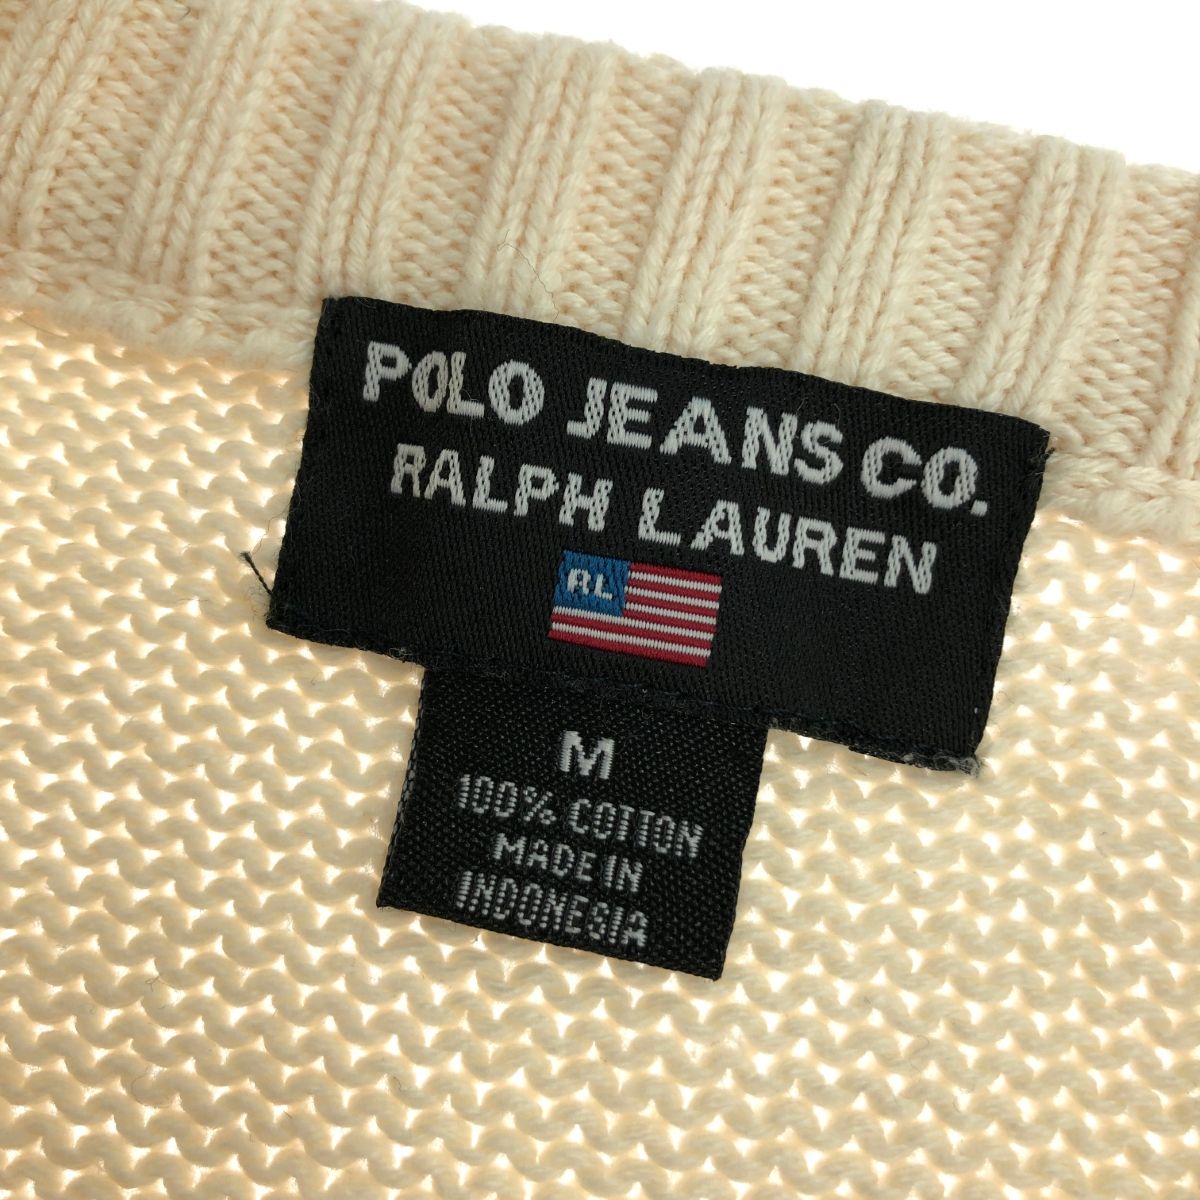 POLO JEANS CO.
RALPH LAUREN
RL
M
100% COTTON
MADE IN
INDONESIA